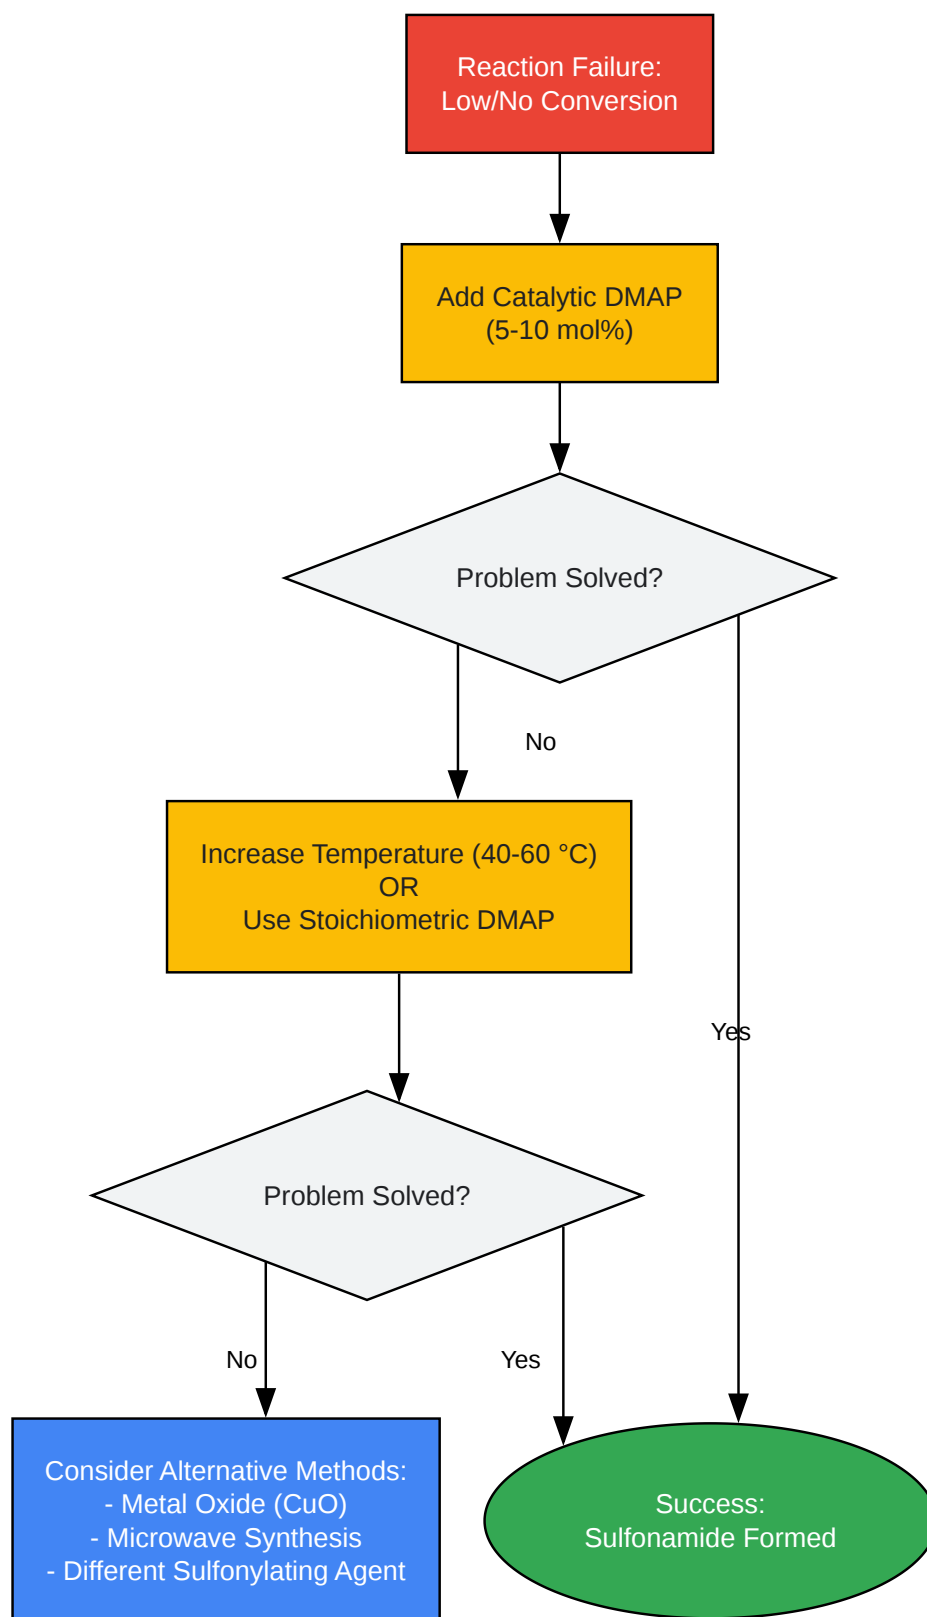 Reaction Failure:
Low/No Conversion
Add Catalytic DMAP
(5-10 mol%)
Problem Solved?
No
Increase Temperature (40-60 °C)
OR
Use Stoichiometric DMAP
Yes
Problem Solved?
No
Yes
Consider Alternative Methods:
- Metal Oxide (CuO)
- Microwave Synthesis
- Different Sulfonylating Agent
Success:
Sulfonamide Formed